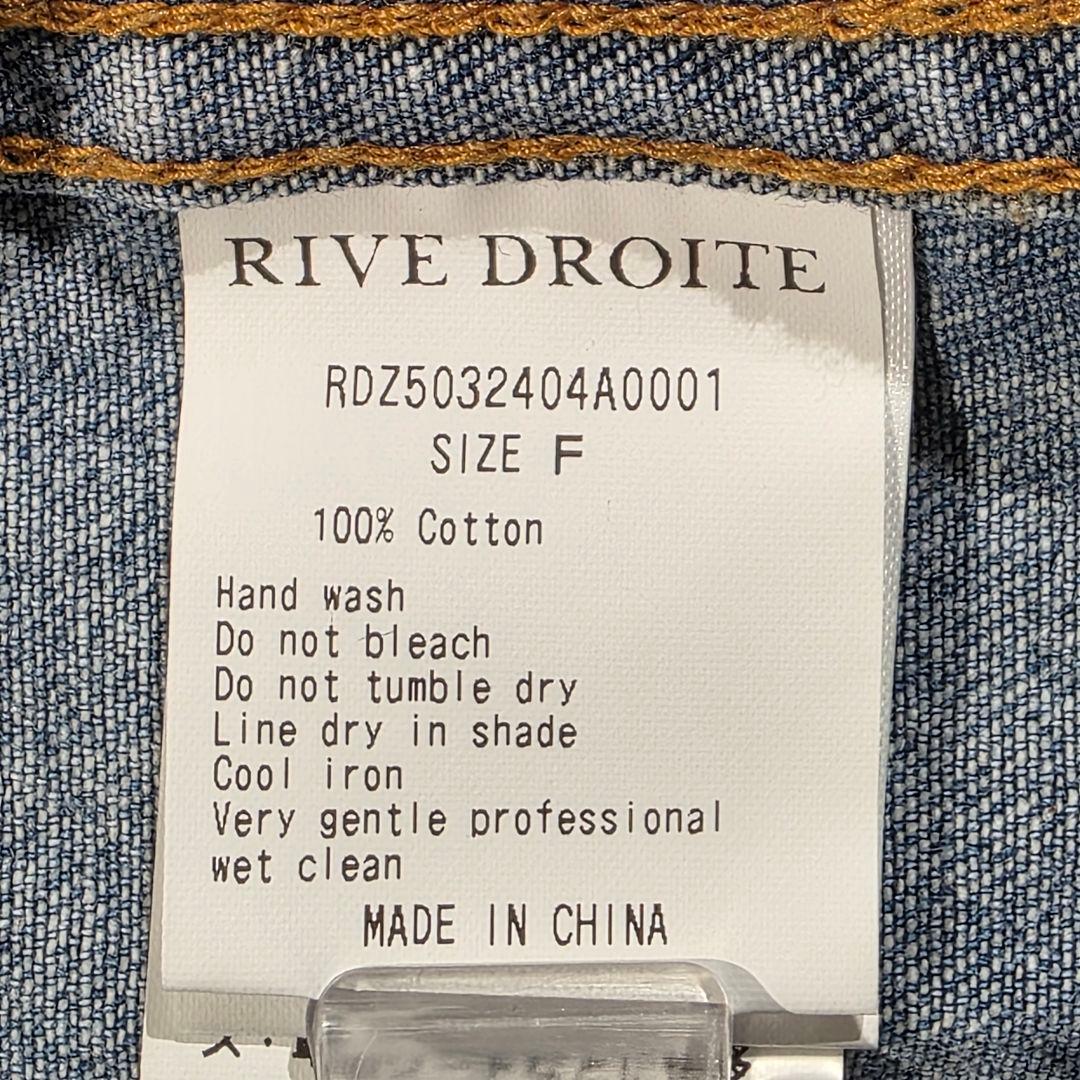 RIVE DROITE
RDZ5032404A0001
SIZE F
100% Cotton
Hand wash
Do not bleach
Do not tumble dry
Line dry in shade
Cool iron
Very gentle professional
wet clean
MADE IN CHINA